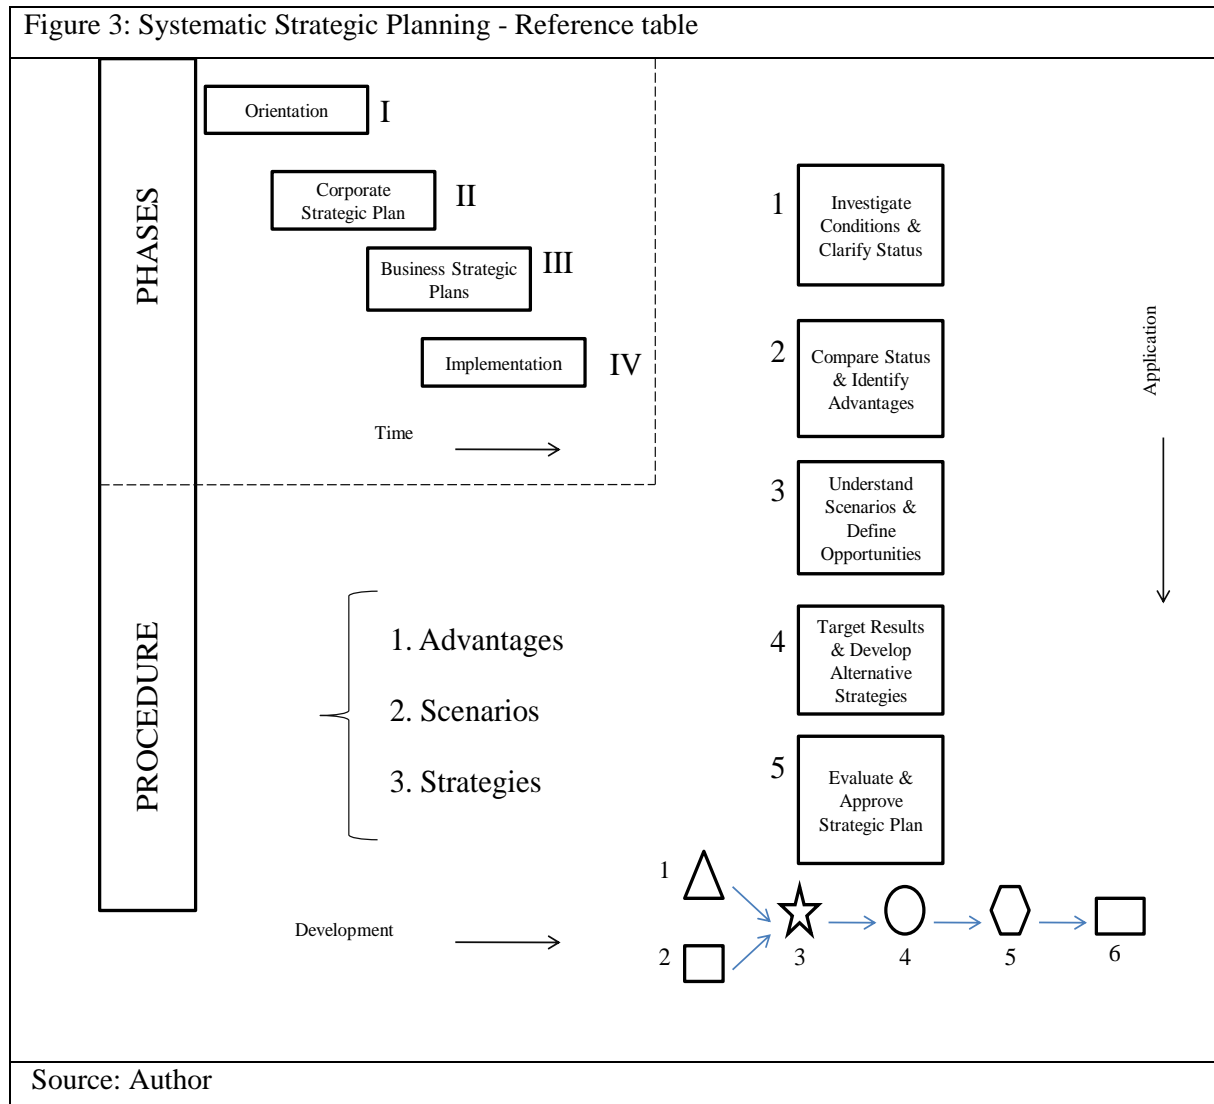 Figure 3: Systematic Strategic Planning - Reference table
PHASES
Orientation
I
Corporate
Strategic Plan
II
Business Strategic
Plans
III
Implementation
IV
Time
PROCEDURE
1. Advantages
2. Scenarios
3. Strategies
Development
1
Investigate
Conditions &
Clarify Status
2
Compare Status
& Identify
Advantages
3
Understand
Scenarios &
Define
Opportunities
4
Target Results
& Develop
Alternative
Strategies
5
Evaluate &
Approve
Strategic Plan
Application
1
2
3
4
5
6
Source: Author